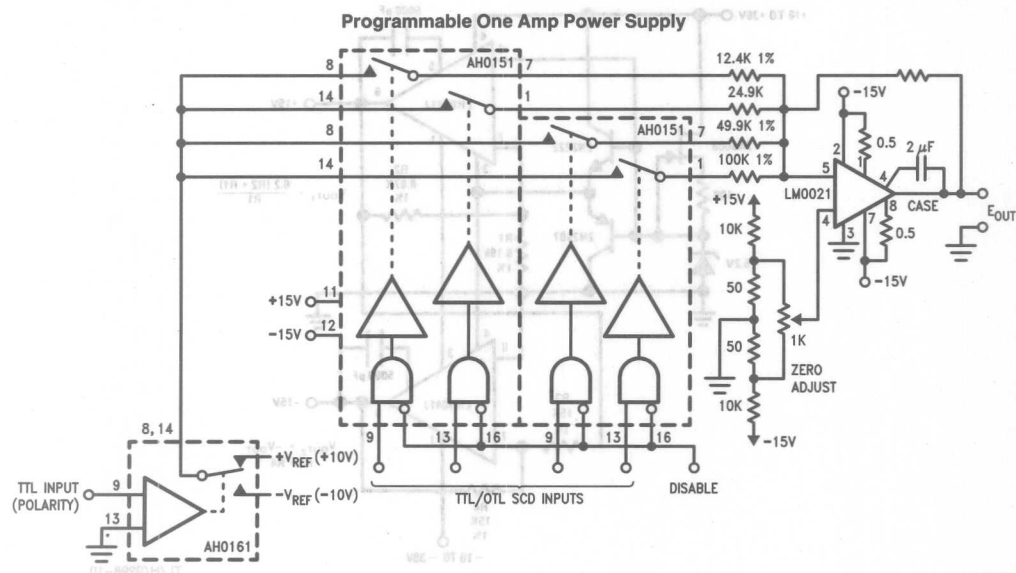 Programmable One Amp Power Supply
AH0151
8
7
12.4K 1%
14
1
24.9K
AH0151
8
7
49.9K 1%
14
1
100K 1%
-15V
2
0.5
1
2 μF
5
4
LM0021
CASE
8
EOUT
4
3
7
0.5
-15V
+15V
10K
50
50
1K
ZERO
ADJUST
10K
-15V
+15V
11
-15V
12
9
13
16
9
13
16
TTL/OTL SCD INPUTS
DISABLE
8, 14
+VREF (+10V)
-VREF (-10V)
TTL INPUT
(POLARITY)
9
13
AH0161